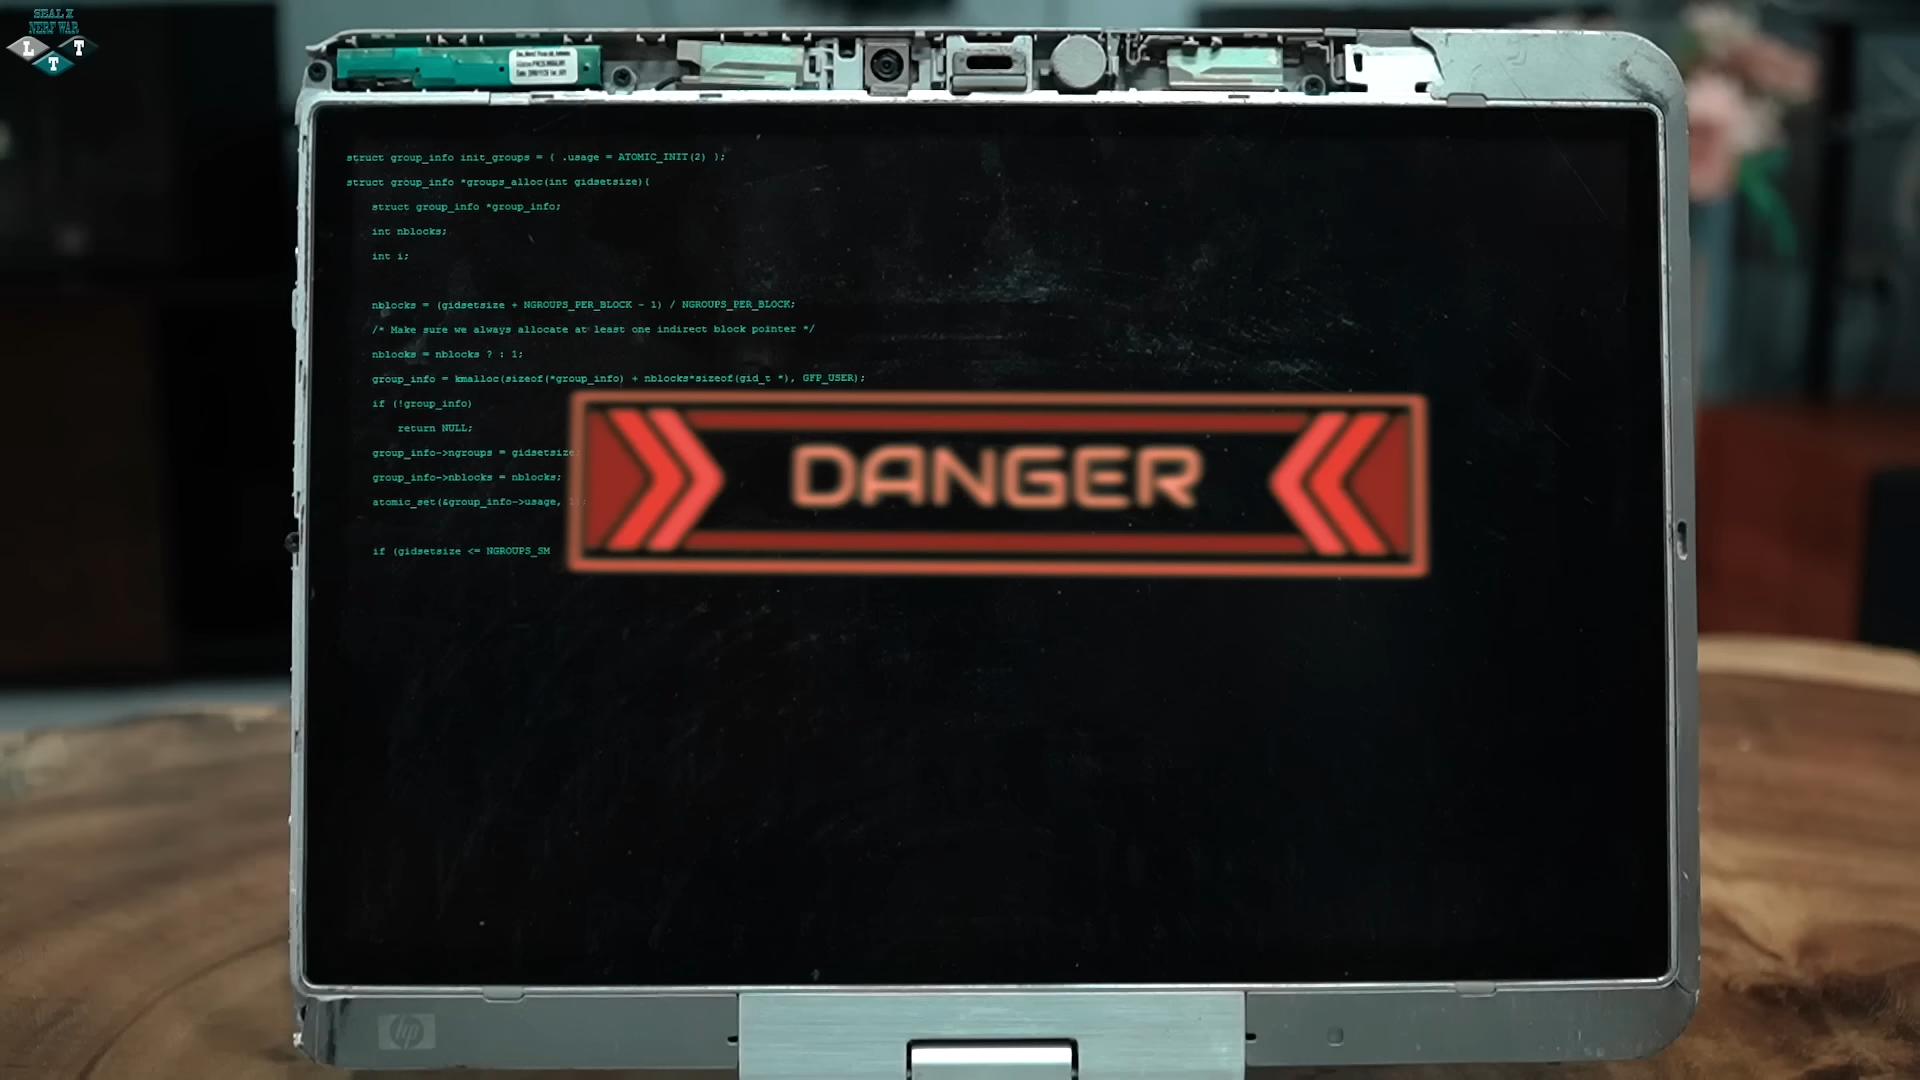 SEAL X
NERF WAR
L T
T
struct group_info init_groups = { .usage = ATOMIC_INIT(2) };
struct group_info *groups_alloc(int gidsetsize){
struct group_info *group_info;
int nblocks;
int i;
nblocks = (gidsetsize + NGROUPS_PER_BLOCK - 1) / NGROUPS_PER_BLOCK;
/* Make sure we always allocate at least one indirect block pointer */
nblocks = nblocks ? : 1;
group_info = kmalloc(sizeof(*group_info) + nblocks*sizeof(gid_t *), GFP_USER);
if (!group_info)
return NULL;
group_info->ngroups = gidsetsize;
group_info->nblocks = nblocks;
atomic_set(&group_info->usage, 1);
if (gidsetsize <= NGROUPS_SM
DANGER
hp